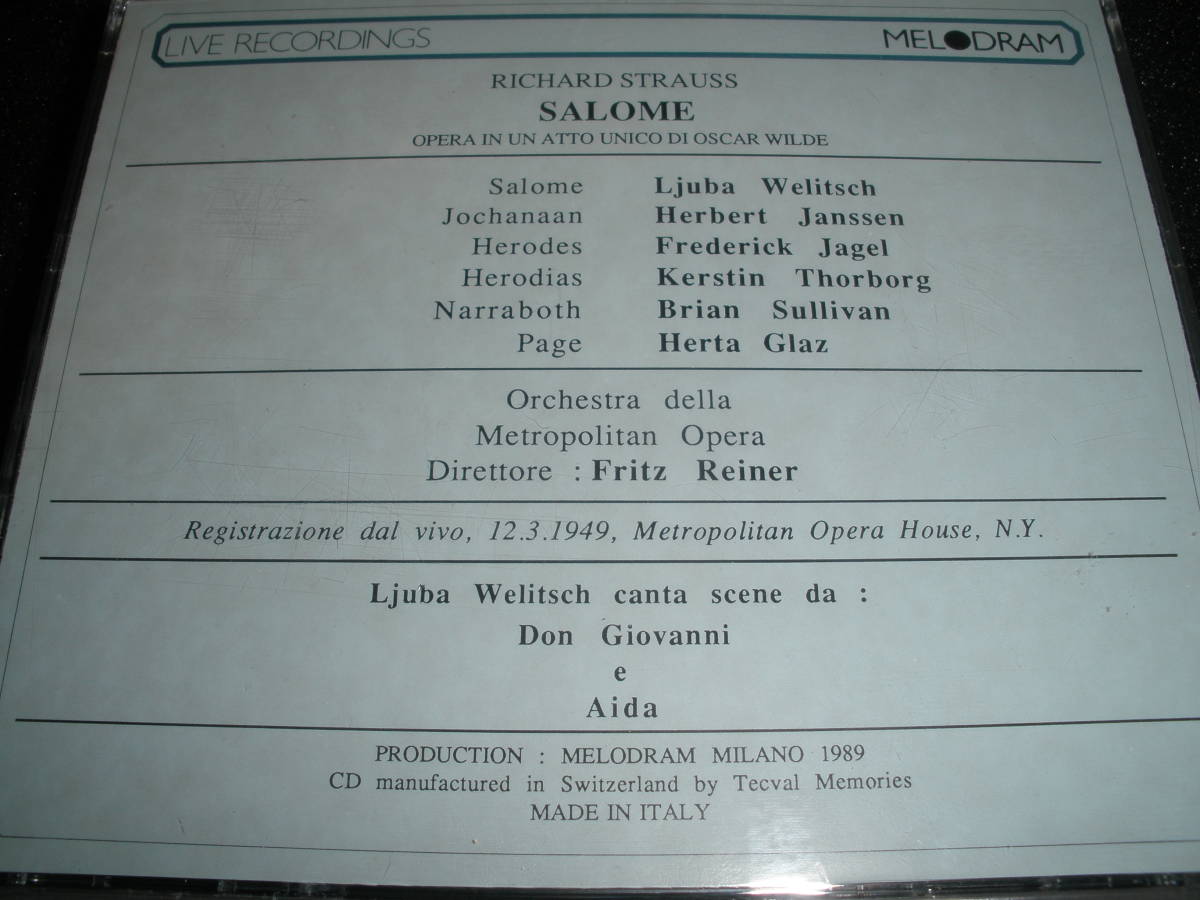 LIVE RECORDINGS MELODRAM
RICHARD STRAUSS
SALOME
OPERA IN UN ATTO UNICO DI OSCAR WILDE
Salome Ljuba Welitsch
Jochanaan Herbert Janssen
Herodes Frederick Jagel
Herodias Kerstin Thorborg
Narraboth Brian Sullivan
Page Herta Glaz
Orchestra della
Metropolitan Opera
Direttore : Fritz Reiner
Registrazione dal vivo, 12.3.1949, Metropolitan Opera House, N.Y.
Ljuba Welitsch canta scene da :
Don Giovanni
e
Aida
PRODUCTION : MELODRAM MILANO 1989
CD manufactured in Switzerland by Tecval Memories
MADE IN ITALY